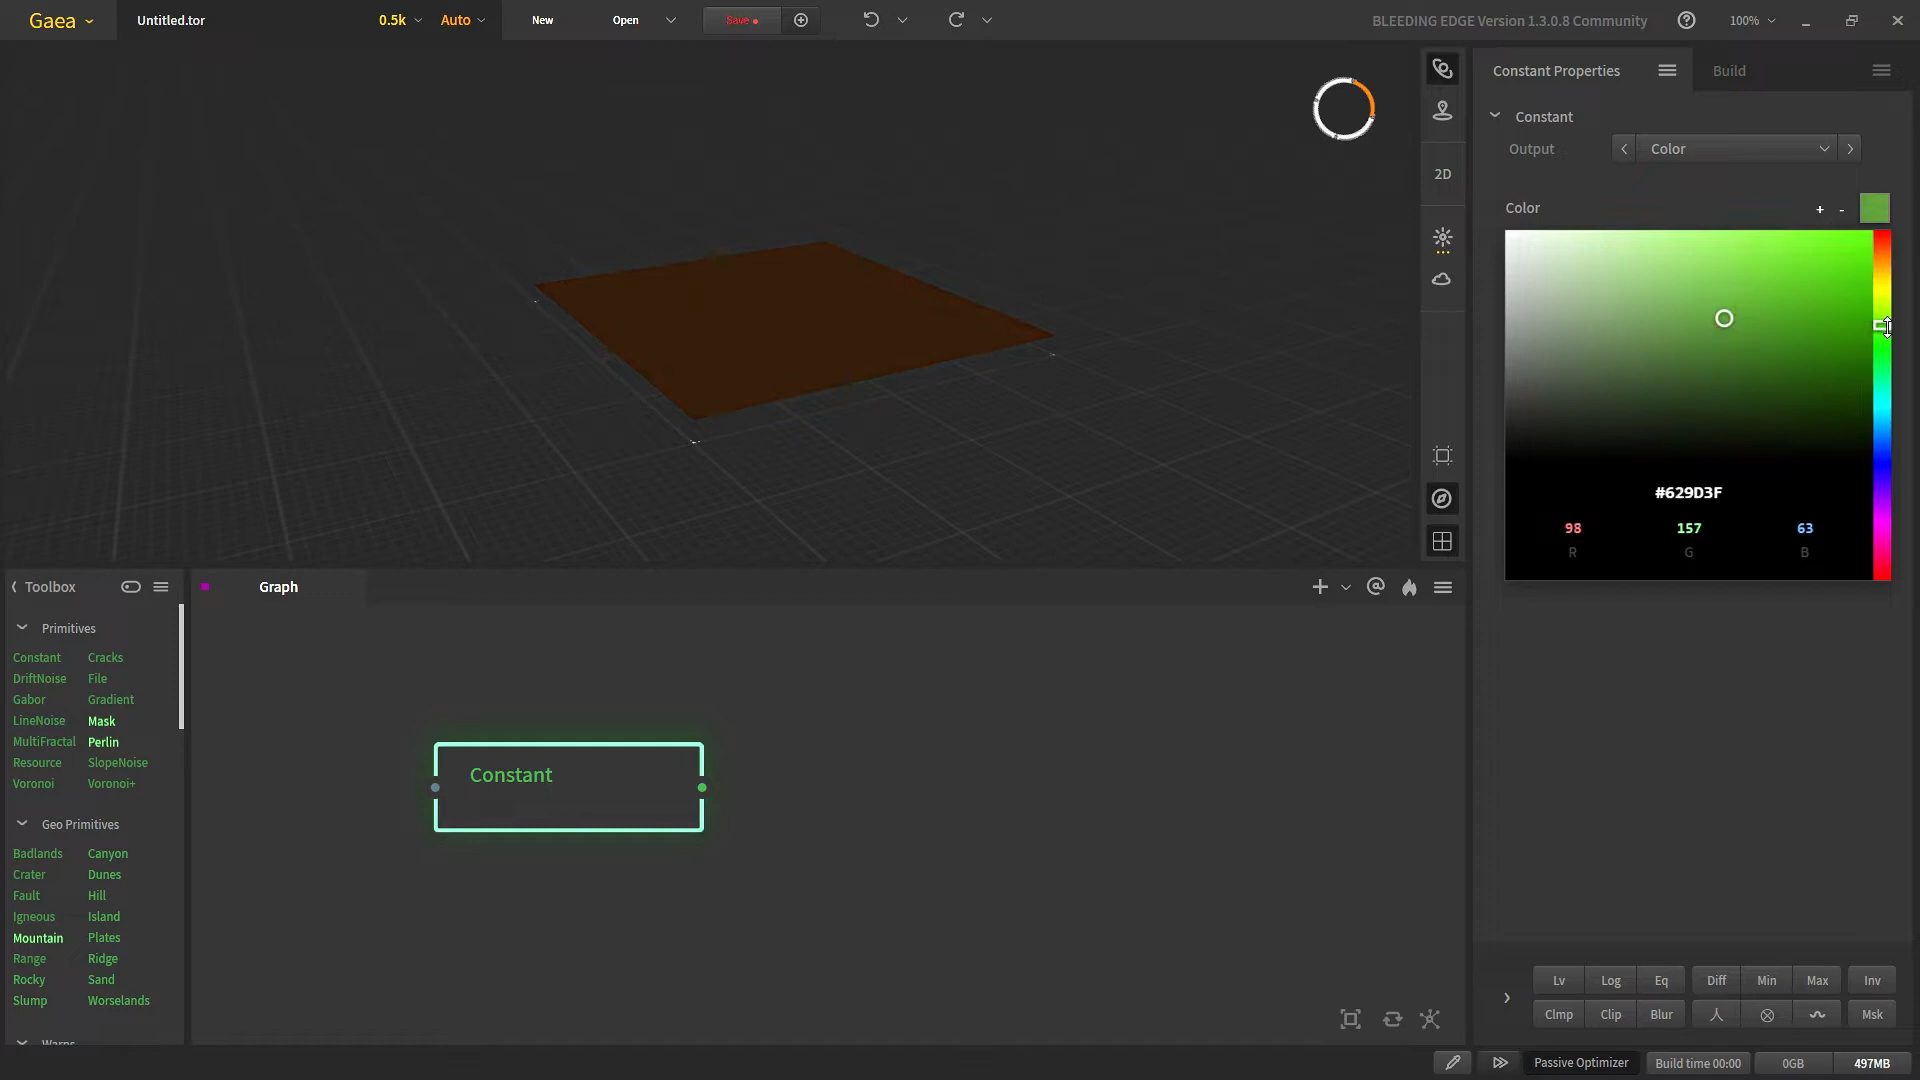 Gaea
Untitled.tor
0.5k
Auto
New
Open
Save
BLEEDING EDGE Version 1.3.0.8 Community
100%
Constant Properties
Build
Constant
Output
Color
2D
Color
+ -
#629D3F
98
157
63
R
G
B
Toolbox
Graph
Primitives
Constant Cracks
DriftNoise File
Gabor Gradient
LineNoise Mask
MultiFractal Perlin
Resource SlopeNoise
Voronoi Voronoi+
Geo Primitives
Badlands Canyon
Crater Dunes
Fault Hill
Igneous Island
Mountain Plates
Range Ridge
Rocky Sand
Slump Worselands
Warps
Constant
Lv Log Eq Diff Min Max Inv
Clmp Clip Blur 人 Msk
Passive Optimizer
Build time 00:00
0GB
497MB